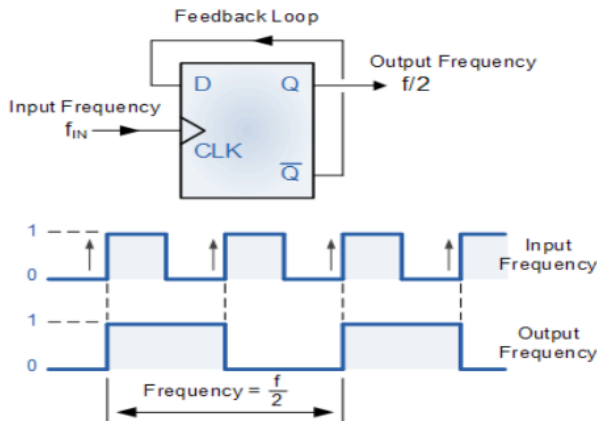 Feedback Loop
Output Frequency
f/2
Input Frequency
fIN
D
Q
CLK
Q̅
1
0
Input
Frequency
1
0
Output
Frequency
Frequency = f/2